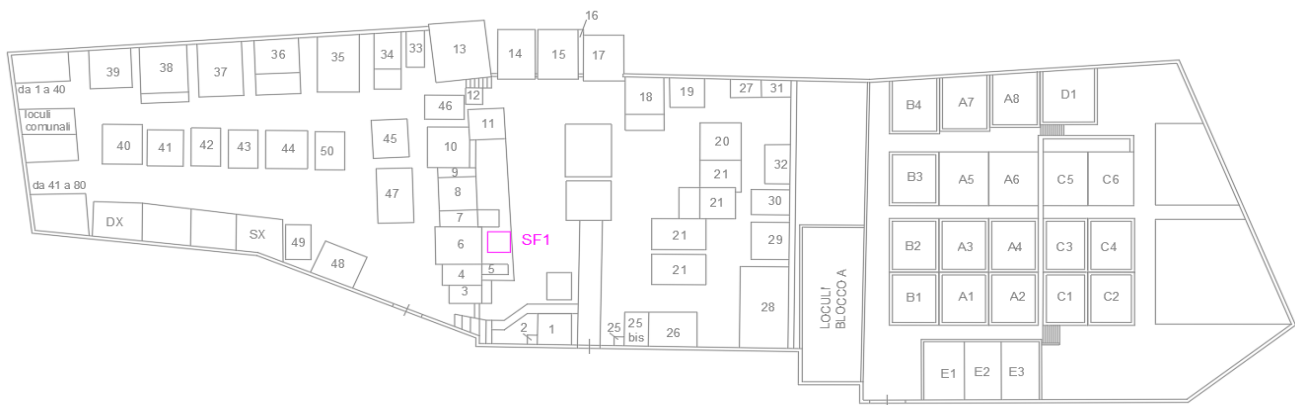 16
13
14
15
17
33
34
35
36
37
38
39
da 1 a 40
loculi
comunali
da 41 a 80
40
41
42
43
44
50
45
46
12
11
10
9
8
7
6
5
4
3
47
SF1
DX
SX
49
48
2
1
25
25
bis
26
18
19
27
31
20
21
21
21
21
32
30
29
28
LOCULI
BLOCCO A
B4
A7
A8
D1
B3
A5
A6
C5
C6
B2
A3
A4
C3
C4
B1
A1
A2
C1
C2
E1
E2
E3